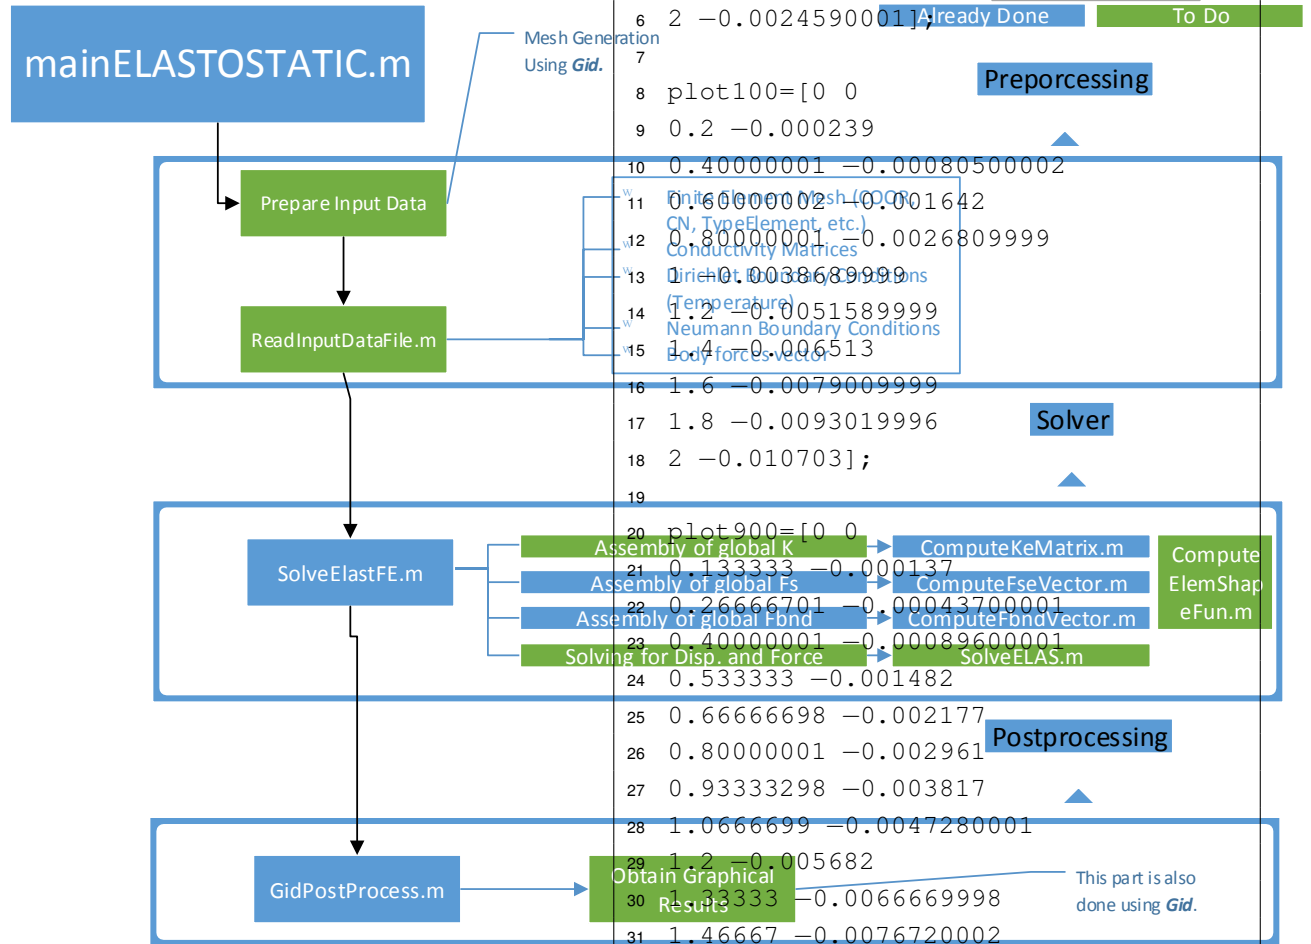 mainELASTOSTATIC.m
Mesh Generation
Using Gid.
Already Done
To Do
Preporcessing
Prepare Input Data
ReadInputDataFile.m
w Finite Element Mesh (COOR,
CN, TypeElement, etc.)
w Conductivity Matrices
w Dirichlet Boundary Conditions
(Temperature)
w Neumann Boundary Conditions
w Body forces vector
Solver
SolveElastFE.m
Assembly of global K
ComputeKeMatrix.m
Assembly of global Fs
ComputeFseVector.m
Assembly of global Fbnd
ComputeFbndVector.m
Solving for Disp. and Force
SolveELAS.m
Compute
ElemShap
eFun.m
Postprocessing
GidPostProcess.m
Obtain Graphical
Results
This part is also
done using Gid.
6 2 −0.0024590001];
7
8 plot100=[0 0
9 0.2 −0.000239
10 0.40000001 −0.00080500002
11 0.60000002 −0.001642
12 0.80000001 −0.0026809999
13 1 −0.0038689999
14 1.2 −0.0051589999
15 1.4 −0.006513
16 1.6 −0.0079009999
17 1.8 −0.0093019996
18 2 −0.010703];
19
20 plot900=[0 0
21 0.133333 −0.000137
22 0.26666701 −0.00043700001
23 0.40000001 −0.00089600001
24 0.533333 −0.001482
25 0.66666698 −0.002177
26 0.80000001 −0.002961
27 0.93333298 −0.003817
28 1.0666699 −0.0047280001
29 1.2 −0.005682
30 1.33333 −0.0066669998
31 1.46667 −0.0076720002